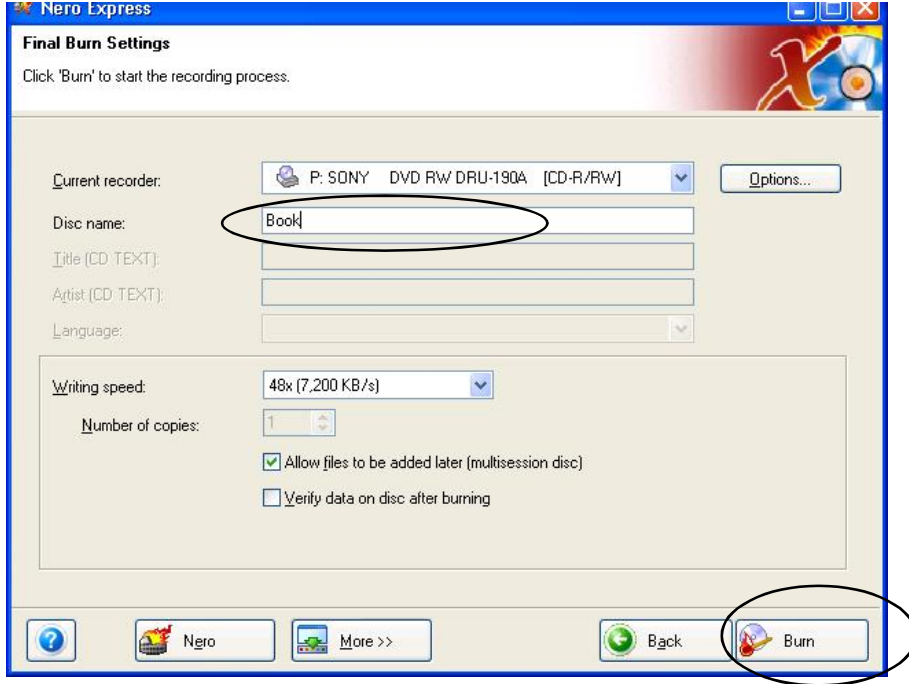 Nero Express
Final Burn Settings
Click 'Burn' to start the recording process.
Current recorder: P: SONY DVD RW DRU-190A [CD-R/RW] Options...
Disc name: Book
Title (CD TEXT):
Artist (CD TEXT):
Language:
Writing speed: 48x (7,200 KB/s)
Number of copies: 1
Allow files to be added later (multisession disc)
Verify data on disc after burning
Nero More >> Back Burn